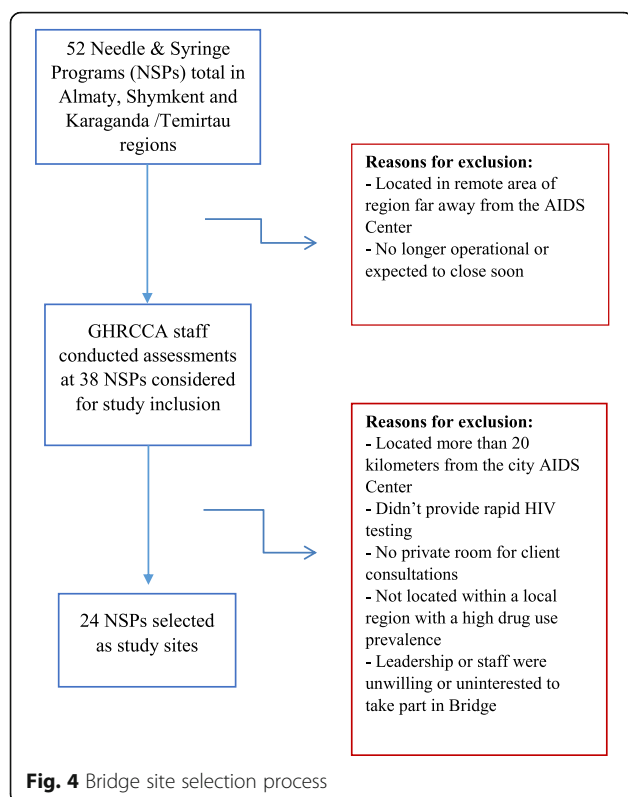 52 Needle & Syringe
Programs (NSPs) total in
Almaty, Shymkent and
Karaganda /Temirtau
regions
Reasons for exclusion:
- Located in remote area of
region far away from the AIDS
Center
- No longer operational or
expected to close soon
GHRCCA staff
conducted assessments
at 38 NSPs considered
for study inclusion
Reasons for exclusion:
- Located more than 20
kilometers from the city AIDS
Center
- Didn’t provide rapid HIV
testing
- No private room for client
consultations
- Not located within a local
region with a high drug use
prevalence
- Leadership or staff were
unwilling or uninterested to
take part in Bridge
24 NSPs selected
as study sites
Fig. 4 Bridge site selection process